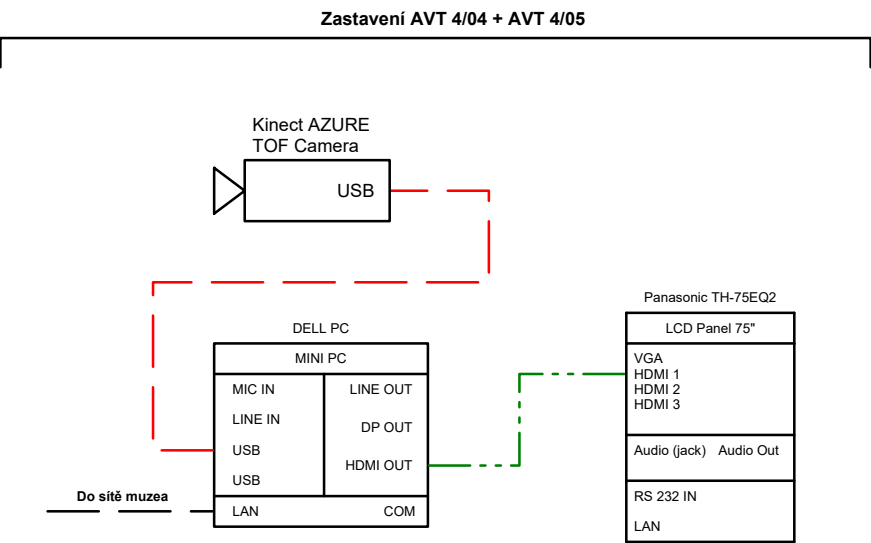 Zastavení AVT 4/04 + AVT 4/05
Kinect AZURE
TOF Camera
USB
Panasonic TH-75EQ2
LCD Panel 75"
VGA
HDMI 1
HDMI 2
HDMI 3
Audio (jack) Audio Out
RS 232 IN
LAN
DELL PC
MINI PC
MIC IN LINE OUT
LINE IN DP OUT
USB
HDMI OUT
USB
LAN COM
Do sítě muzea